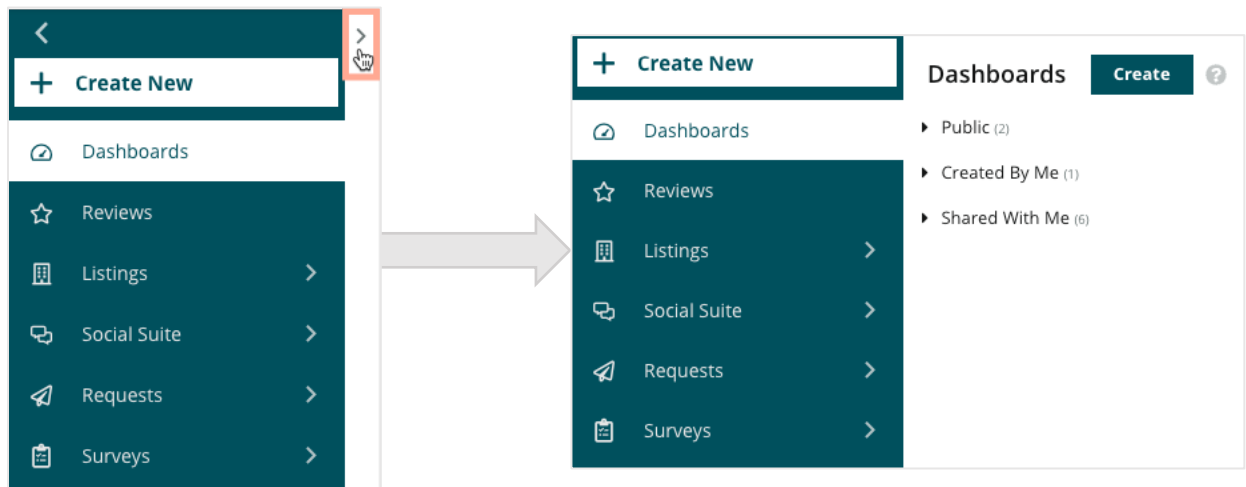 Create New
Dashboards
Reviews
Listings
Social Suite
Requests
Surveys
Create New
Dashboards
Reviews
Listings
Social Suite
Requests
Surveys
Dashboards Create ?
Public (2)
Created By Me (1)
Shared With Me (6)